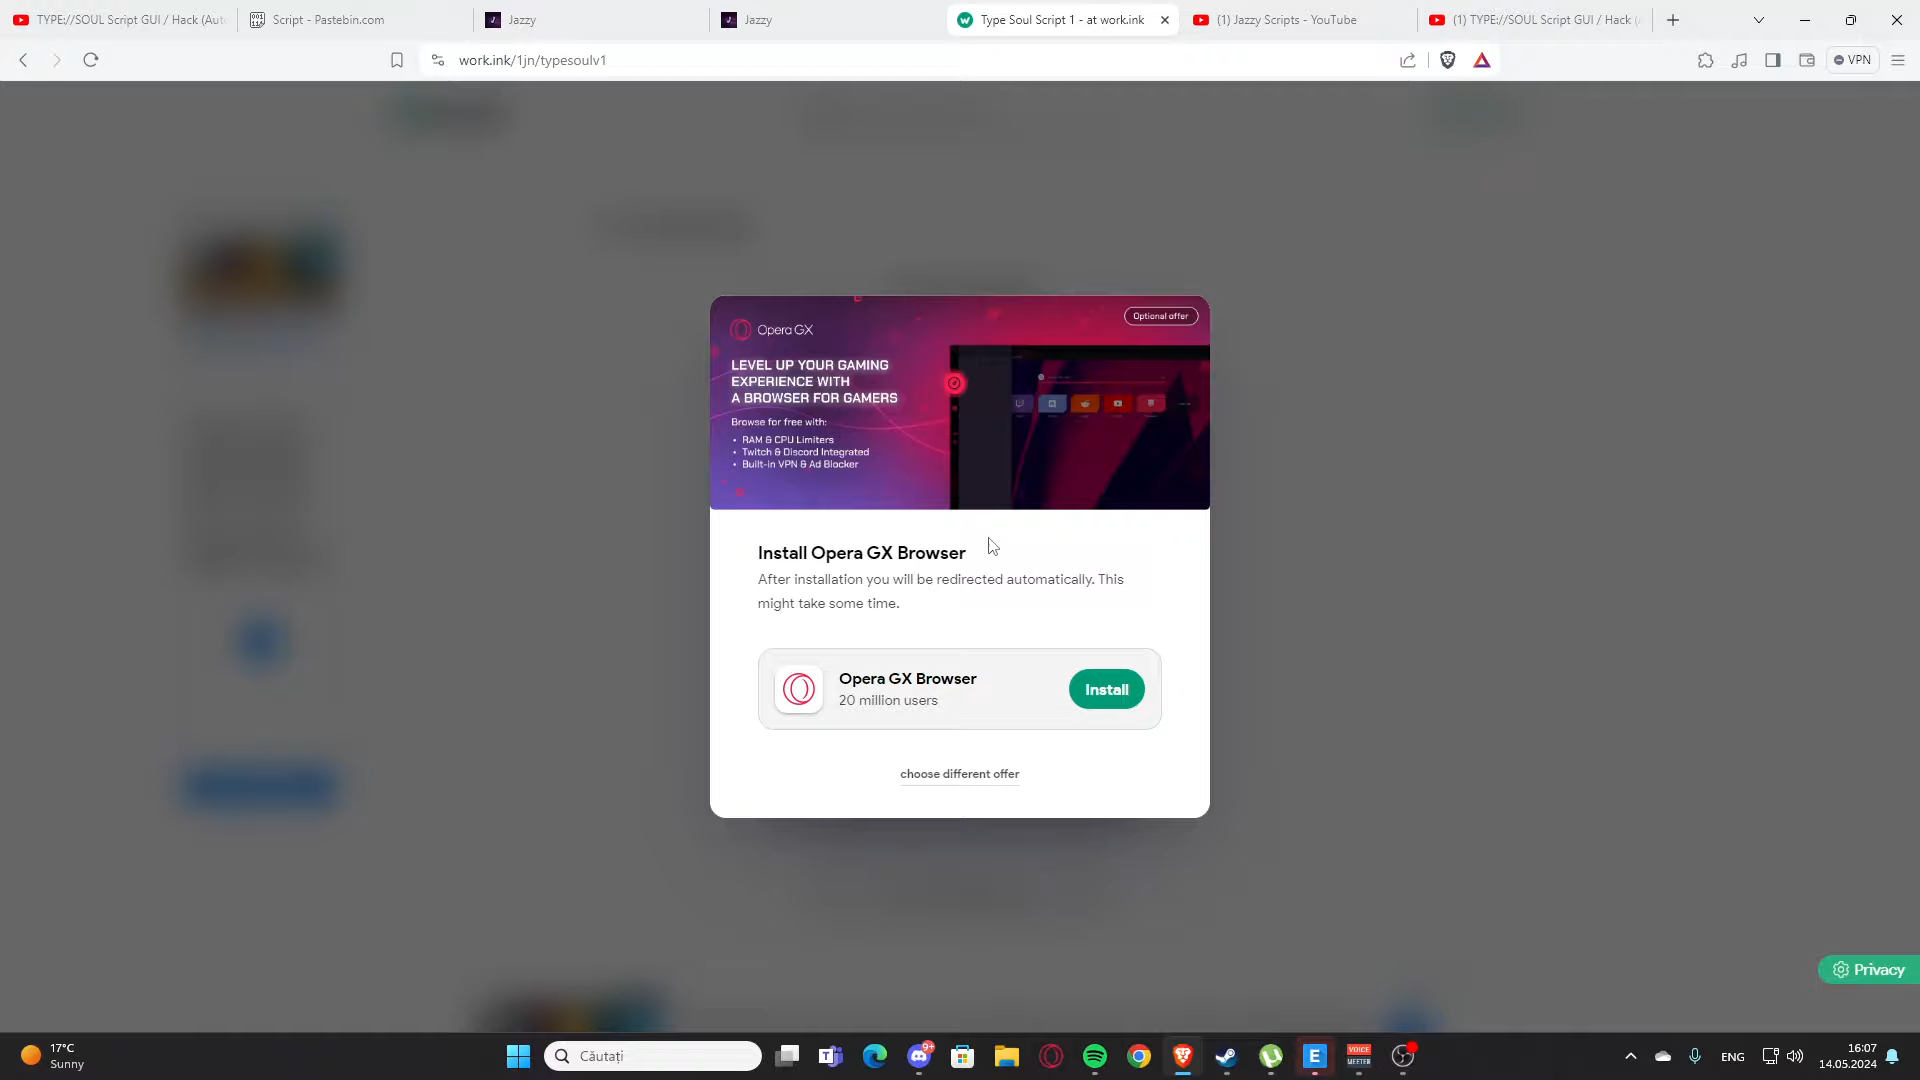 TYPE://SOUL Script GUI / Hack (Auto
Script - Pastebin.com
Jazzy
Jazzy
Type Soul Script 1 - at work.ink
(1) Jazzy Scripts - YouTube
(1) TYPE://SOUL Script GUI / Hack (A
work.ink/1jn/typesoulv1
VPN
Opera GX
Optional offer
LEVEL UP YOUR GAMING
EXPERIENCE WITH
A BROWSER FOR GAMERS
Browse for free with:
• RAM & CPU Limiters
• Twitch & Discord Integrated
• Built-in VPN & Ad Blocker
Install Opera GX Browser
After installation you will be redirected automatically. This
might take some time.
Opera GX Browser
20 million users
Install
choose different offer
Privacy
17°C
Sunny
Căutați
9+
VOICE
MEETER
ENG
16:07
14.05.2024